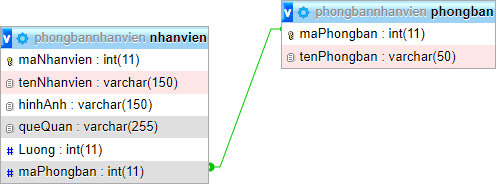 v phongbannhanvien nhanvien
maNhanvien : int(11)
tenNhanvien : varchar(150)
hinhAnh : varchar(150)
queQuan : varchar(255)
# Luong : int(11)
# maPhongban : int(11)
v phongbannhanvien phongban
maPhongban : int(11)
tenPhongban : varchar(50)